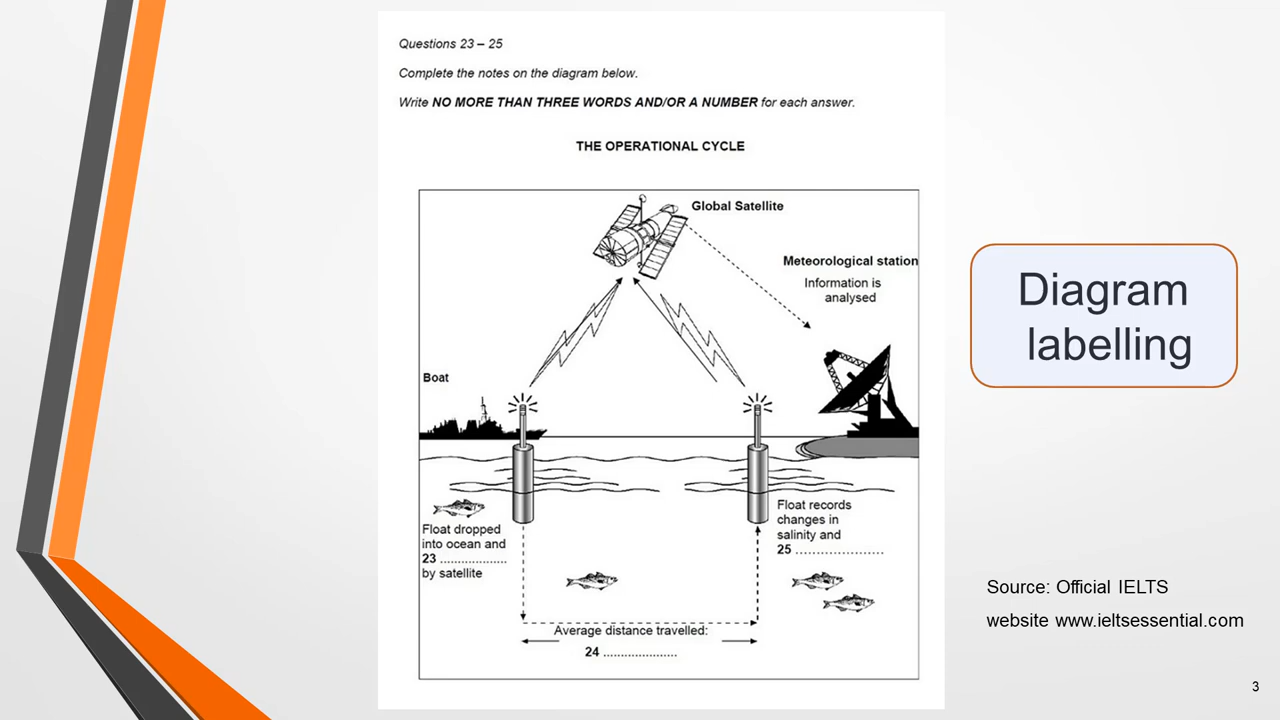 Questions 23 – 25
Complete the notes on the diagram below.
Write NO MORE THAN THREE WORDS AND/OR A NUMBER for each answer.
THE OPERATIONAL CYCLE
Global Satellite
Meteorological station
Information is
analysed
Boat
Float dropped
into ocean and
23 ....................
by satellite
Float records
changes in
salinity and
25 ......................
Average distance travelled:
24 ......................
Diagram
labelling
Source: Official IELTS
website www.ieltsessential.com
3